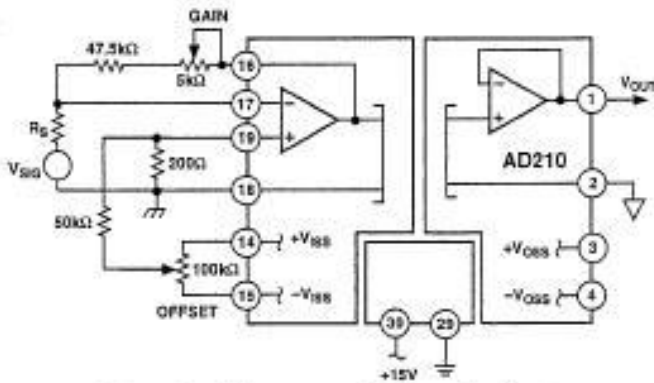 GAIN
47.5kΩ
5kΩ
16
17
19
18
14
15
RS
VSIG
200Ω
50kΩ
100kΩ
OFFSET
+VISS
-VISS
1
VOUT
AD210
2
3
+VOSS
4
-VOSS
30
29
+15V